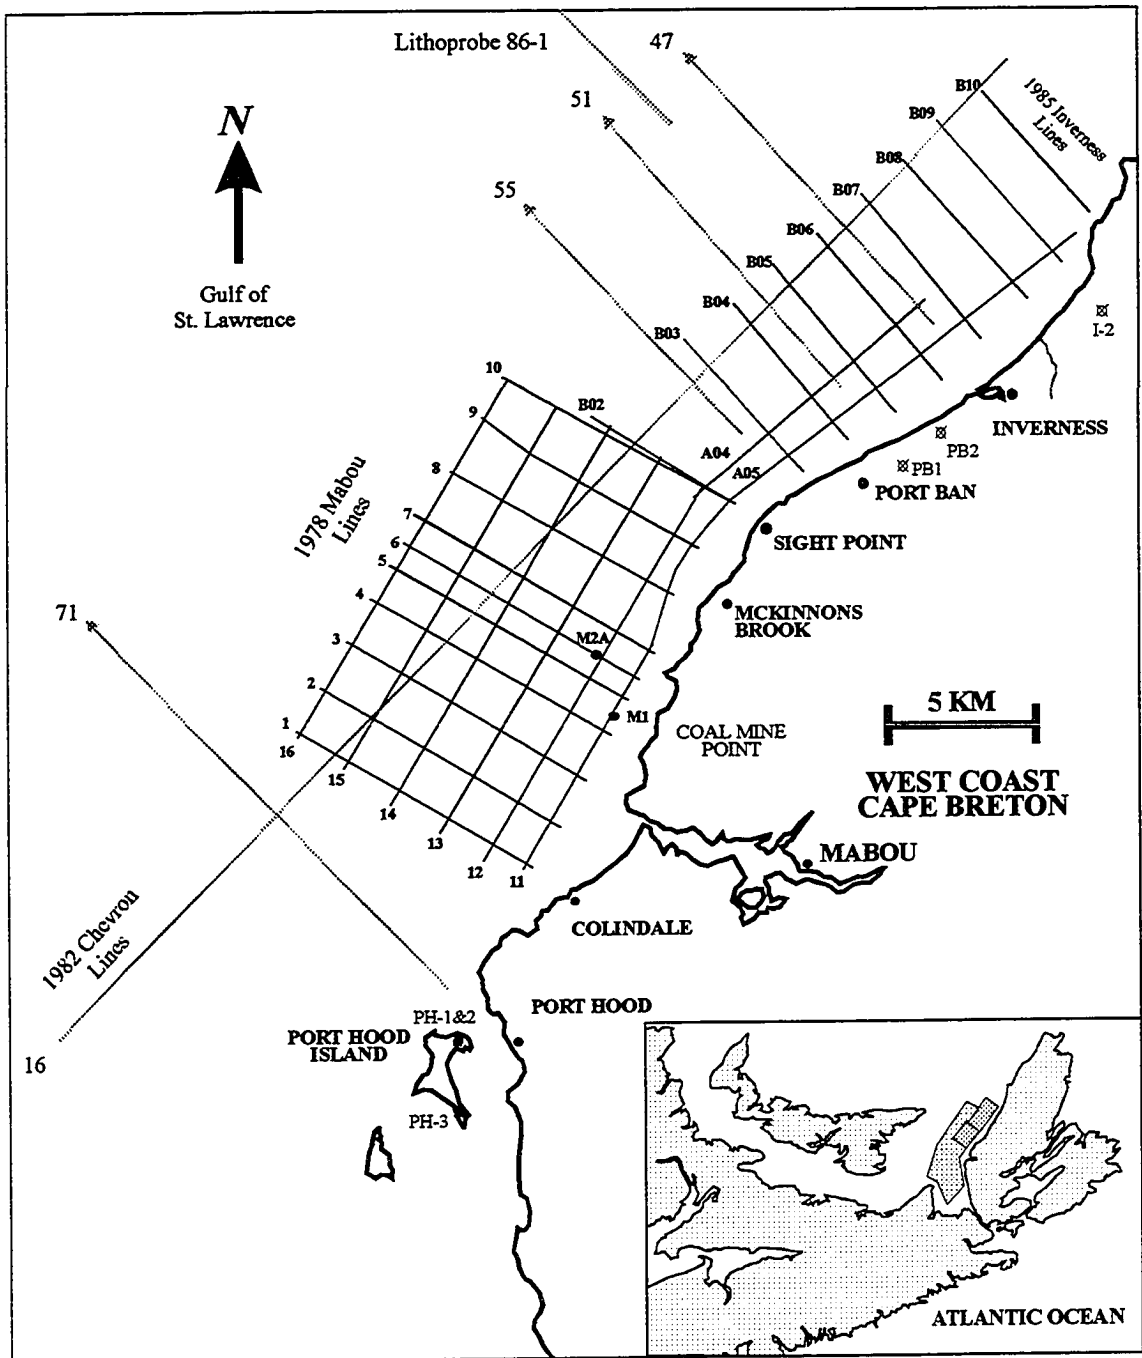 Lithoprobe 86-1
47
51
55
N
Gulf of
St. Lawrence
B10
B09
B08
B07
B06
B05
B04
B03
1985 Inverness
Lines
I-2
10
9
8
7
6
5
4
3
2
1
B02
A04
A05
INVERNESS
PB2
PB1
PORT BAN
SIGHT POINT
MCKINNONS
BROOK
1978 Mabou
Lines
71
M2A
M1
COAL MINE
POINT
5 KM
WEST COAST
CAPE BRETON
16
15
14
13
12
11
MABOU
COLINDALE
1982 Chevron
Lines
16
PORT HOOD
PH-1&2
PORT HOOD
ISLAND
PH-3
ATLANTIC OCEAN